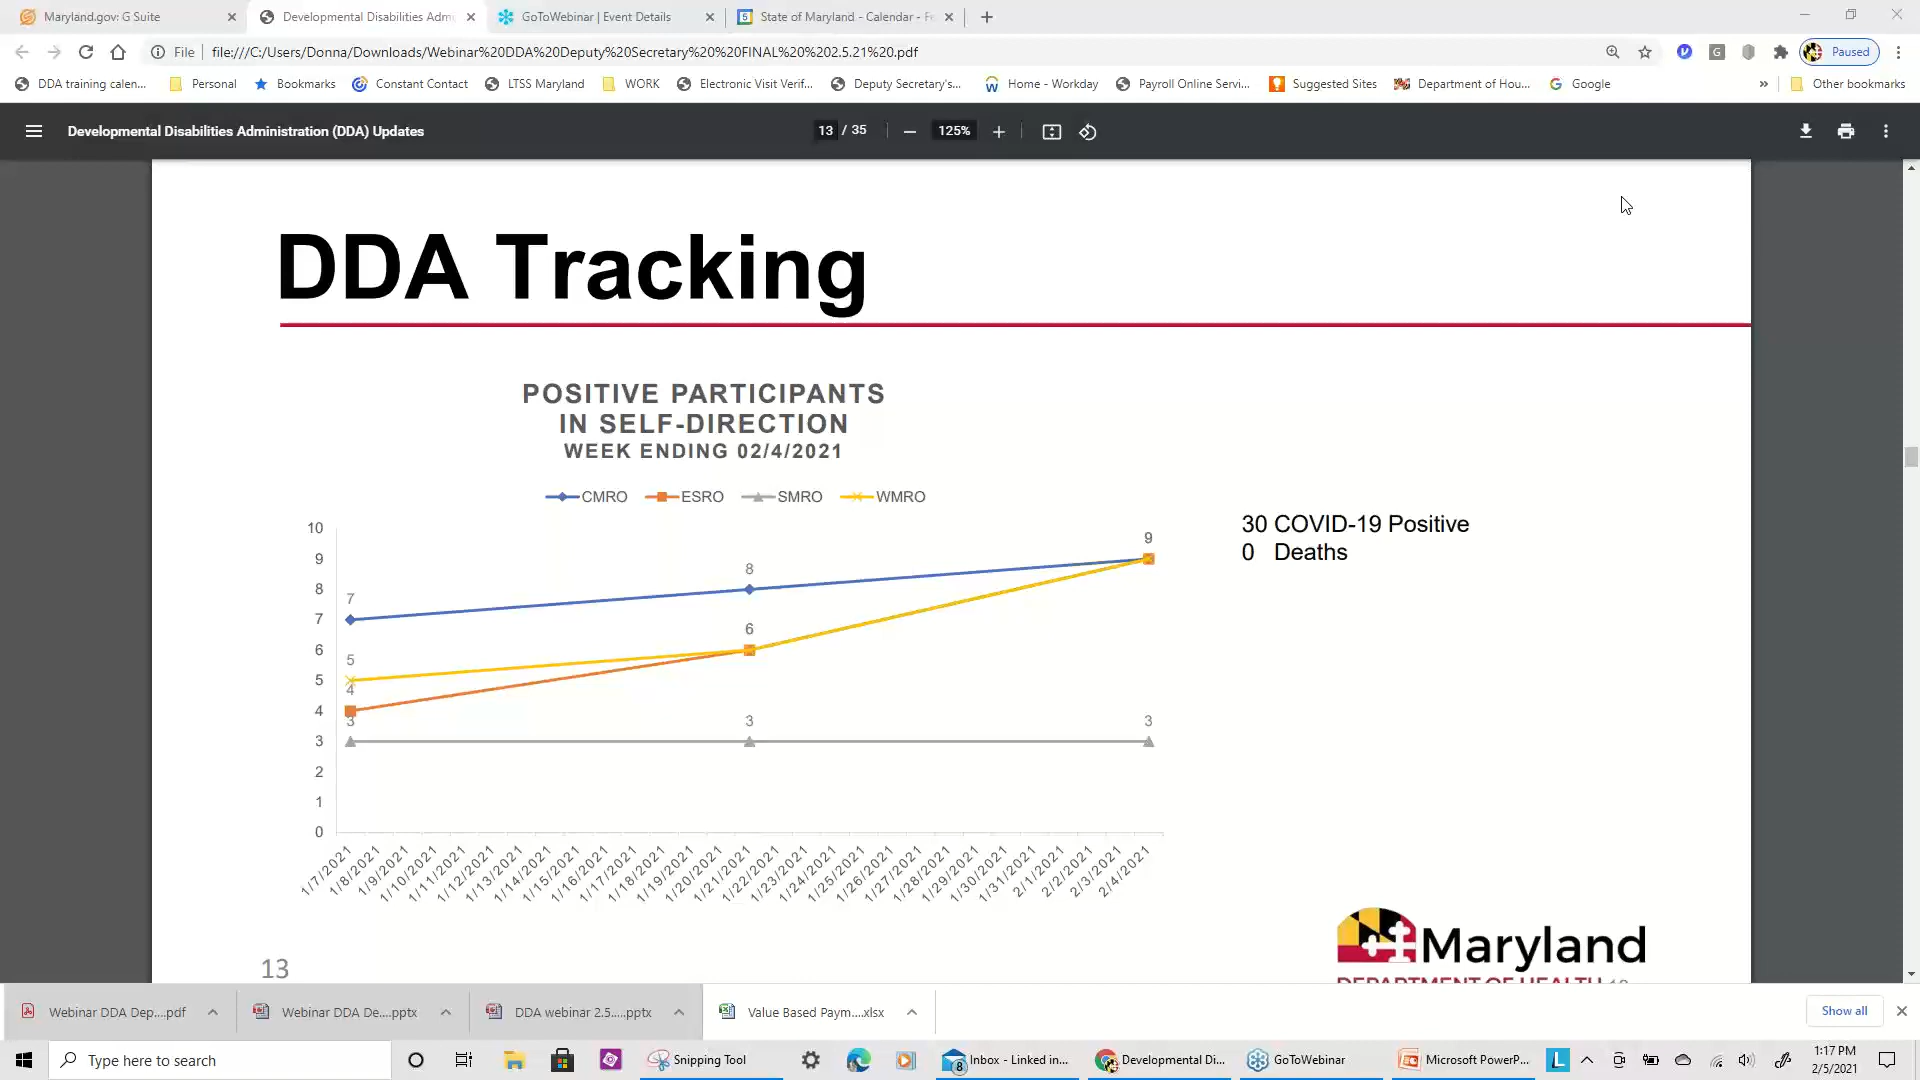 Maryland.gov: G Suite
Developmental Disabilities Adm
GoToWebinar | Event Details
State of Maryland - Calendar - F
File
file:///C:/Users/Donna/Downloads/Webinar%20DDA%20Deputy%20Secretary%20%20FINAL%20%202.5.21%20.pdf
Paused
DDA training calen...
Personal
Bookmarks
Constant Contact
LTSS Maryland
WORK
Electronic Visit Verif...
Deputy Secretary's...
Home - Workday
Payroll Online Servi...
Suggested Sites
Department of Hou...
Google
Other bookmarks
Developmental Disabilities Administration (DDA) Updates
13 / 35
125%
DDA Tracking
POSITIVE PARTICIPANTS
IN SELF-DIRECTION
WEEK ENDING 02/4/2021
CMRO ESRO SMRO WMRO
10
9
8
7
6
5
4
3
2
1
0
7
5
4
3
8
6
3
9
3
1/7/2021
1/8/2021
1/9/2021
1/10/2021
1/11/2021
1/12/2021
1/13/2021
1/14/2021
1/15/2021
1/16/2021
1/17/2021
1/18/2021
1/19/2021
1/20/2021
1/21/2021
1/22/2021
1/23/2021
1/24/2021
1/25/2021
1/26/2021
1/27/2021
1/28/2021
1/29/2021
1/30/2021
1/31/2021
2/1/2021
2/2/2021
2/3/2021
2/4/2021
30 COVID-19 Positive
0 Deaths
Maryland
DEPARTMENT OF HEALTH
13
Webinar DDA Dep....pdf
Webinar DDA De....pptx
DDA webinar 2.5.....pptx
Value Based Paym....xlsx
Show all
Type here to search
Snipping Tool
8
Inbox - Linked in...
Developmental Di...
GoToWebinar
Microsoft PowerP...
L
1:17 PM
2/5/2021